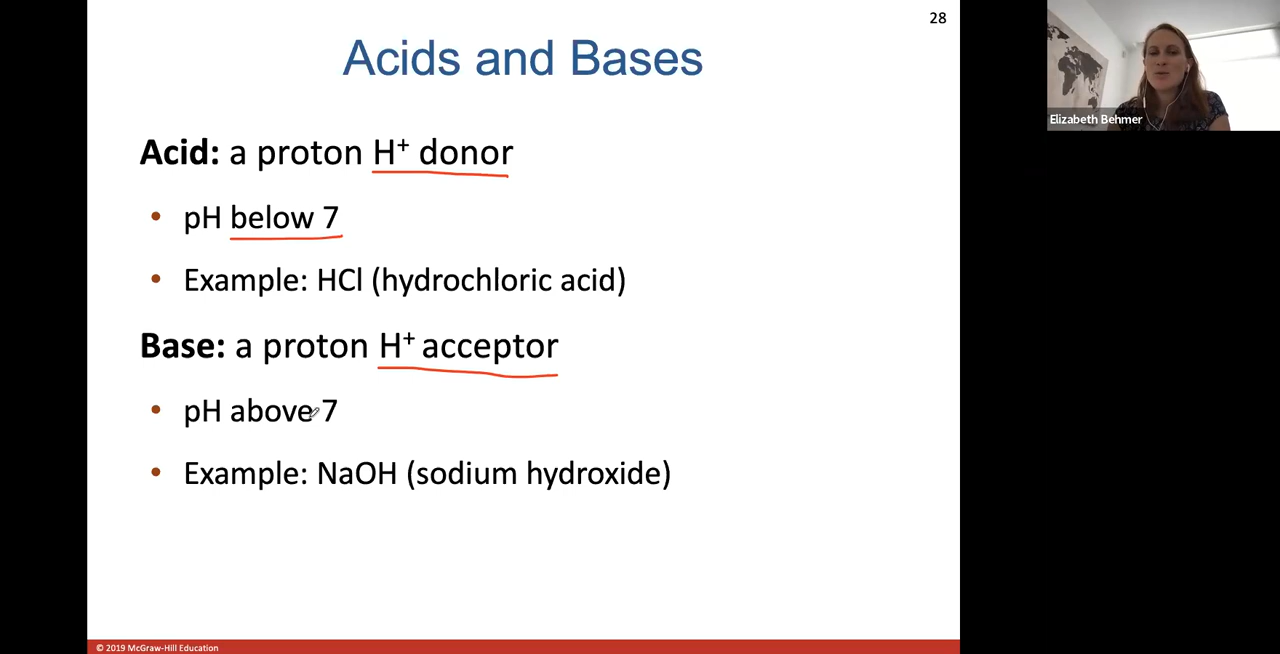 28
Acids and Bases
Elizabeth Behmer
Acid: a proton H⁺ donor
• pH below 7
• Example: HCl (hydrochloric acid)
Base: a proton H⁺ acceptor
• pH above 7
• Example: NaOH (sodium hydroxide)
© 2019 McGraw-Hill Education